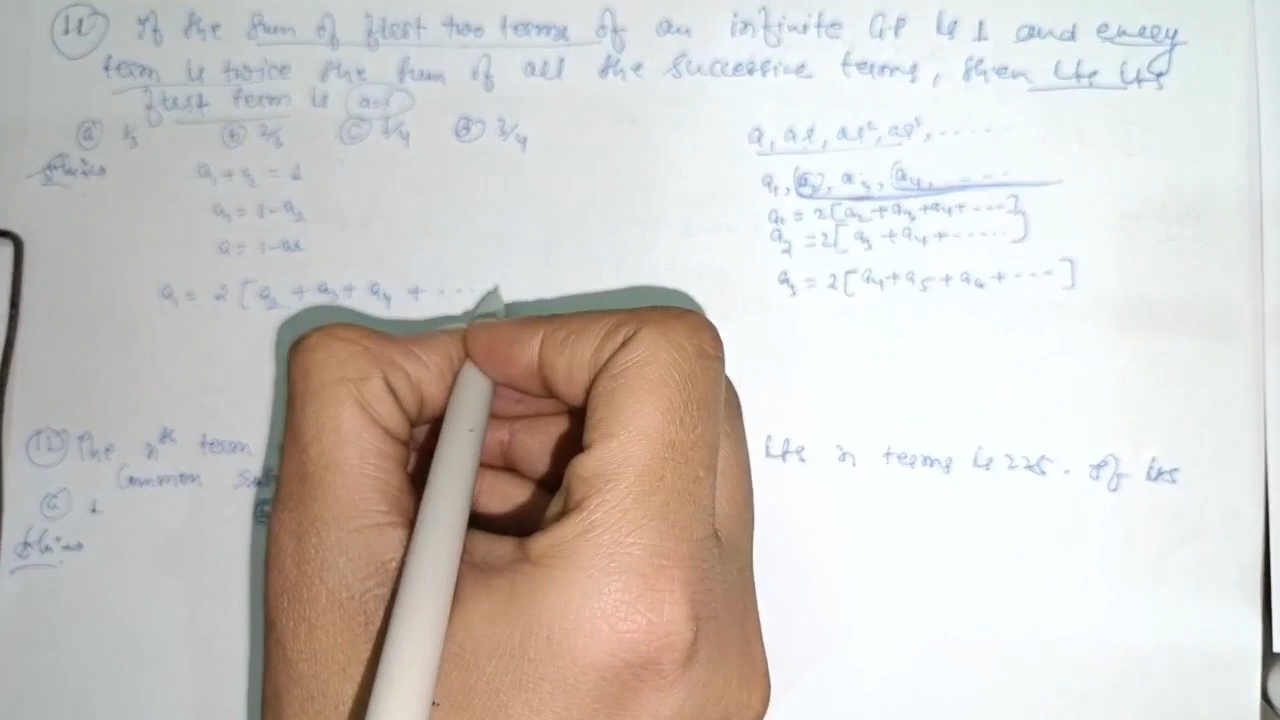 11 If the sum of first two terms of an infinite G.P is 1 and every
term is twice the sum of all the successive terms, then its its
first term is a=?
(a) 1/3 (b) 2/3 (c) 1/4 (d) 3/4
a, ar, ar², ar³, ......
a₁, a₂, a₃, a₄, ......
a₁ + a₂ = 1
a₁ = 1 - a₂
a = 1 - ar
a₁ = 2[a₂ + a₃ + a₄ + ....]
a₂ = 2[a₃ + a₄ + ......]
a₃ = 2[a₄ + a₅ + a₆ + ....]
a₁ = 2 [a₂ + a₃ + a₄ + ....
12 The nth term its n terms is 225. If its
Common
(a) 1